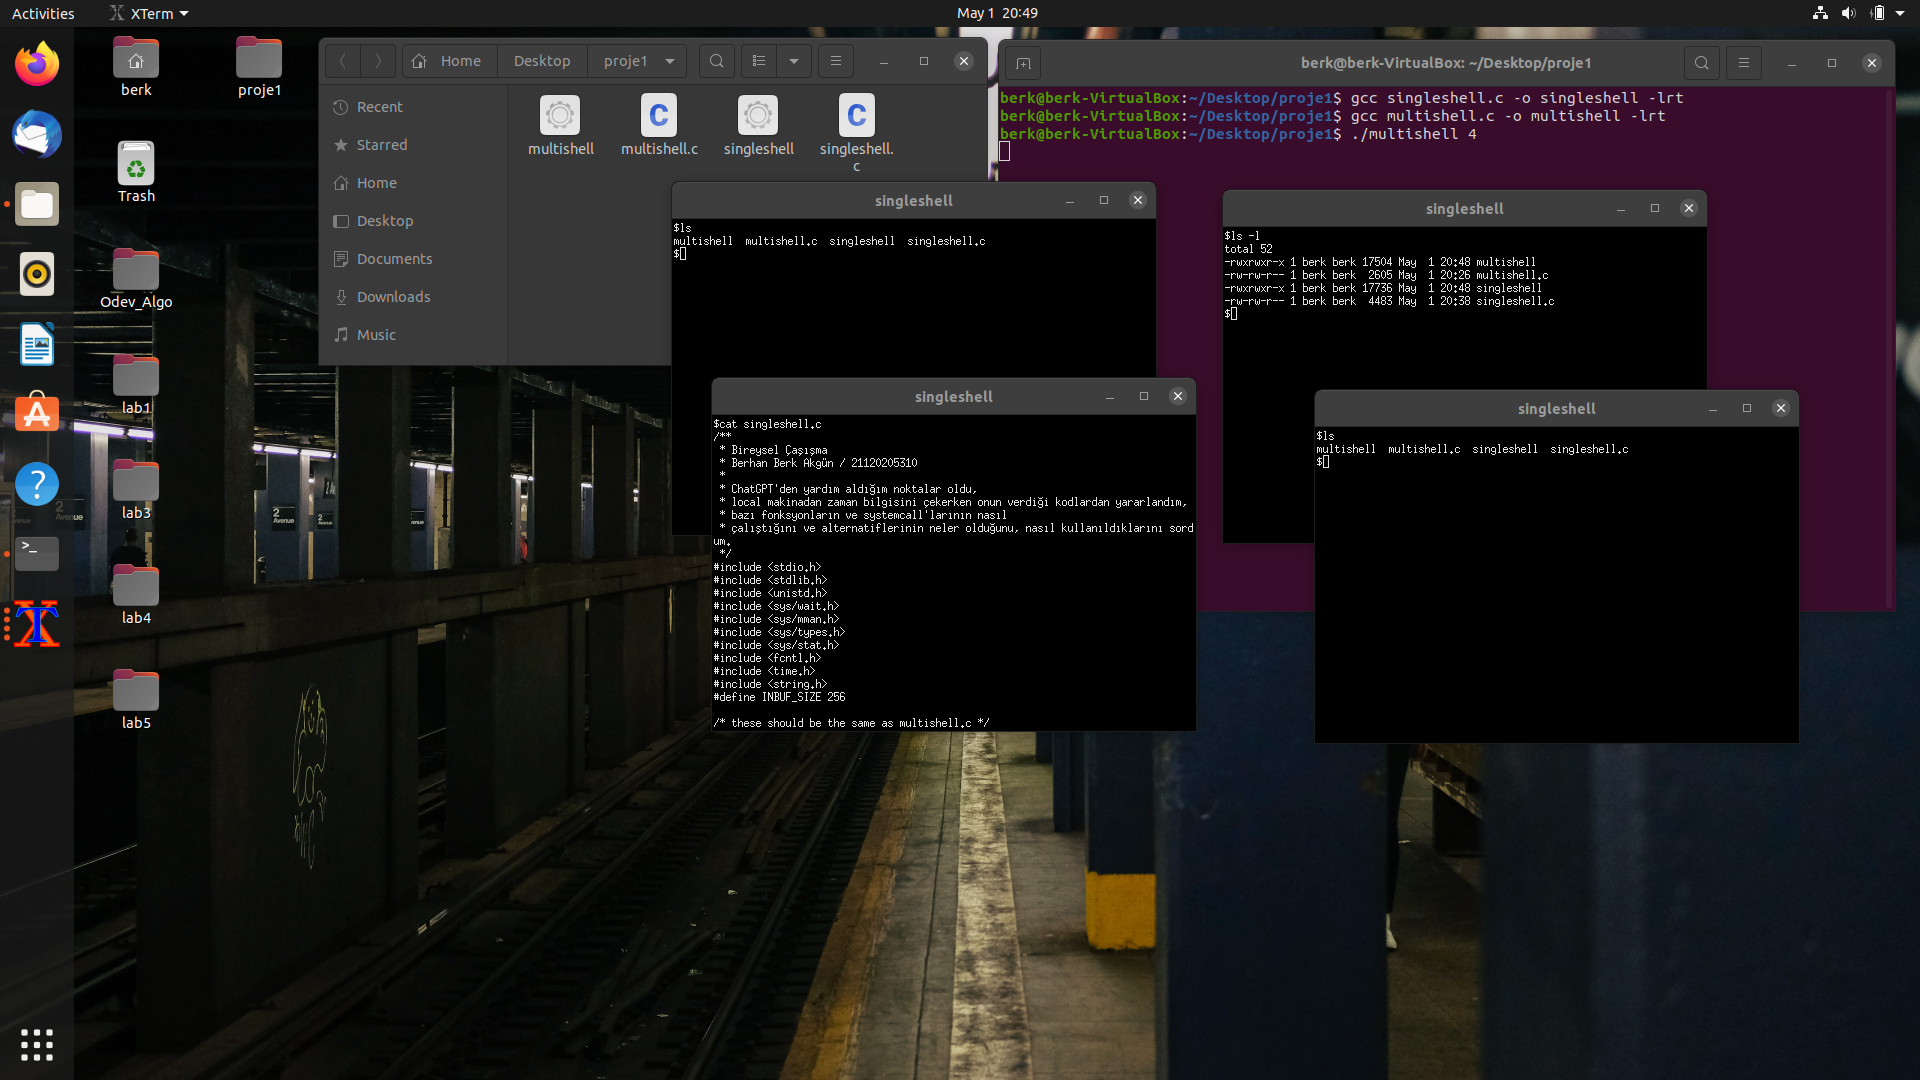 Activities
XTerm
May 1 20:49
berk
proje1
Trash
Odev_Algo
lab1
lab3
lab4
lab5
Home
Desktop
proje1
Recent
Starred
Home
Desktop
Documents
Downloads
Music
multishell
multishell.c
singleshell
singleshell.
c
berk@berk-VirtualBox: ~/Desktop/proje1
berk@berk-VirtualBox:~/Desktop/proje1$ gcc singleshell.c -o singleshell -lrt
berk@berk-VirtualBox:~/Desktop/proje1$ gcc multishell.c -o multishell -lrt
berk@berk-VirtualBox:~/Desktop/proje1$ ./multishell 4
singleshell
$ls
multishell  multishell.c  singleshell  singleshell.c
$
singleshell
$ls -l
total 52
-rwxrwxr-x 1 berk berk 17504 May  1 20:48 multishell
-rw-rw-r-- 1 berk berk  2605 May  1 20:26 multishell.c
-rwxrwxr-x 1 berk berk 17736 May  1 20:48 singleshell
-rw-rw-r-- 1 berk berk  4483 May  1 20:38 singleshell.c
$
singleshell
$cat singleshell.c
/**
 * Bireysel Çaşışma
 * Berhan Berk Akgün / 21120205310
 *
 * ChatGPT'den yardım aldığım noktalar oldu,
 * local makinadan zaman bilgisini çekerken onun verdiği kodlardan yararlandım,
 * bazı fonksyonların ve systemcall'larının nasıl
 * çalıştığını ve alternatiflerinin neler olduğunu, nasıl kullanıldıklarını sord
um.
 */
#include <stdio.h>
#include <stdlib.h>
#include <unistd.h>
#include <sys/wait.h>
#include <sys/mman.h>
#include <sys/types.h>
#include <sys/stat.h>
#include <fcntl.h>
#include <time.h>
#include <string.h>
#define INBUF_SIZE 256
/* these should be the same as multishell.c */
singleshell
$ls
multishell  multishell.c  singleshell  singleshell.c
$
2
Avenue